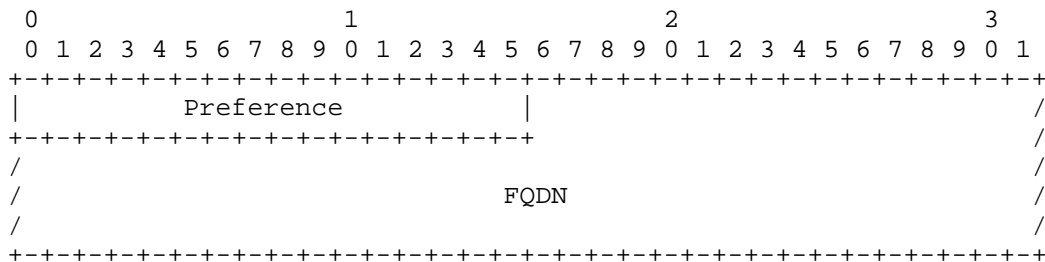 0                   1                   2                   3
 0 1 2 3 4 5 6 7 8 9 0 1 2 3 4 5 6 7 8 9 0 1 2 3 4 5 6 7 8 9 0 1
+-+-+-+-+-+-+-+-+-+-+-+-+-+-+-+-+-+-+-+-+-+-+-+-+-+-+-+-+-+-+-+-+
|          Preference           |                               /
+-+-+-+-+-+-+-+-+-+-+-+-+-+-+-+-+                               /
/                                                               /
/                              FQDN                             /
/                                                               /
+-+-+-+-+-+-+-+-+-+-+-+-+-+-+-+-+-+-+-+-+-+-+-+-+-+-+-+-+-+-+-+-+